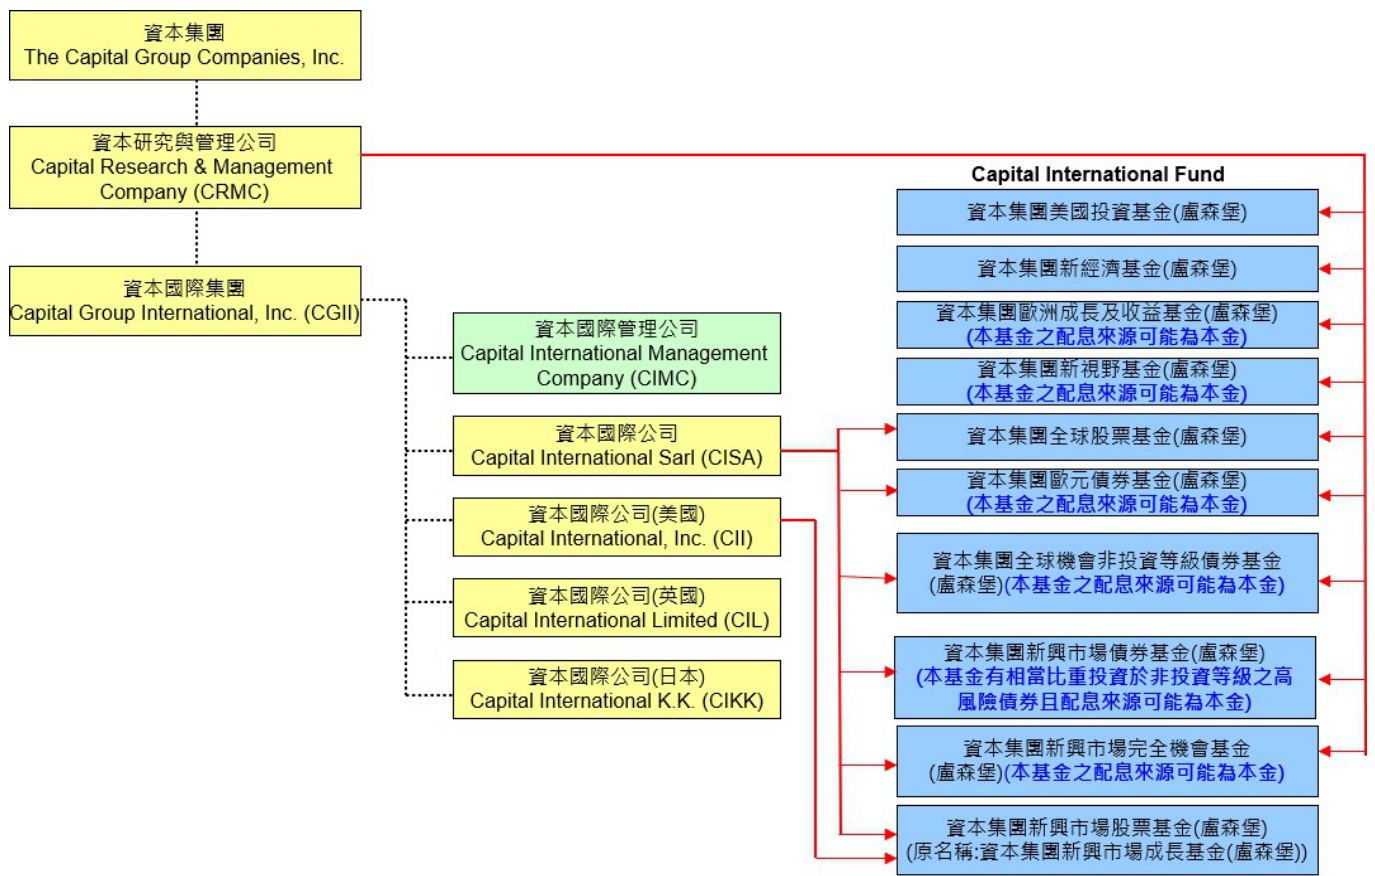 資本集團
The Capital Group Companies, Inc.
資本研究與管理公司
Capital Research & Management
Company (CRMC)
資本國際集團
Capital Group International, Inc. (CGII)
資本國際管理公司
Capital International Management
Company (CIMC)
資本國際公司
Capital International Sarl (CISA)
資本國際公司(美國)
Capital International, Inc. (CII)
資本國際公司(英國)
Capital International Limited (CIL)
資本國際公司(日本)
Capital International K.K. (CIKK)
Capital International Fund
資本集團美國投資基金(盧森堡)
資本集團新經濟基金(盧森堡)
資本集團歐洲成長及收益基金(盧森堡)
(本基金之配息來源可能為本金)
資本集團新視野基金(盧森堡)
(本基金之配息來源可能為本金)
資本集團全球股票基金(盧森堡)
資本集團歐元債券基金(盧森堡)
(本基金之配息來源可能為本金)
資本集團全球機會非投資等級債券基金
(盧森堡)(本基金之配息來源可能為本金)
資本集團新興市場債券基金(盧森堡)
(本基金有相當比重投資於非投資等級之高
風險債券且配息來源可能為本金)
資本集團新興市場完全機會基金
(盧森堡)(本基金之配息來源可能為本金)
資本集團新興市場股票基金(盧森堡)
(原名稱:資本集團新興市場成長基金(盧森堡))